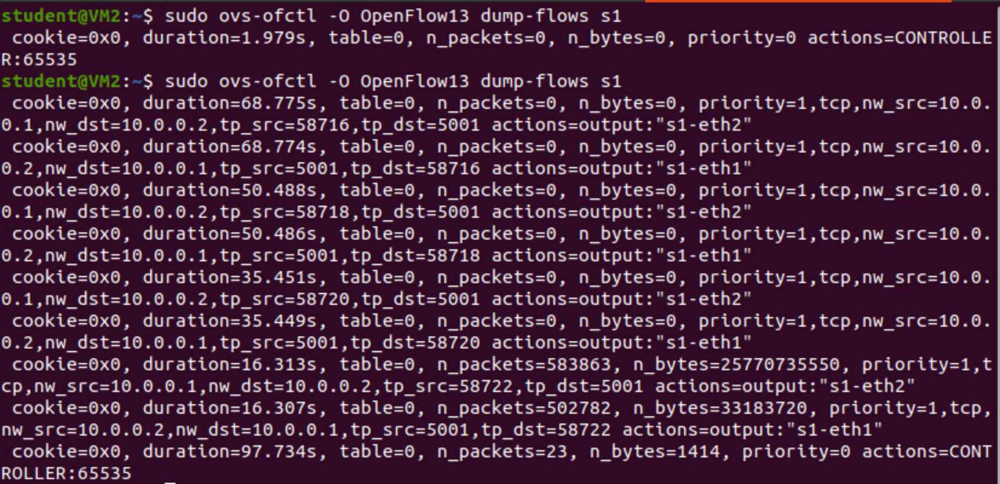 student@VM2:~$ sudo ovs-ofctl -O OpenFlow13 dump-flows s1
 cookie=0x0, duration=1.979s, table=0, n_packets=0, n_bytes=0, priority=0 actions=CONTROLLE
R:65535
student@VM2:~$ sudo ovs-ofctl -O OpenFlow13 dump-flows s1
 cookie=0x0, duration=68.775s, table=0, n_packets=0, n_bytes=0, priority=1,tcp,nw_src=10.0.
0.1,nw_dst=10.0.0.2,tp_src=58716,tp_dst=5001 actions=output:"s1-eth2"
 cookie=0x0, duration=68.774s, table=0, n_packets=0, n_bytes=0, priority=1,tcp,nw_src=10.0.
0.2,nw_dst=10.0.0.1,tp_src=5001,tp_dst=58716 actions=output:"s1-eth1"
 cookie=0x0, duration=50.488s, table=0, n_packets=0, n_bytes=0, priority=1,tcp,nw_src=10.0.
0.1,nw_dst=10.0.0.2,tp_src=58718,tp_dst=5001 actions=output:"s1-eth2"
 cookie=0x0, duration=50.486s, table=0, n_packets=0, n_bytes=0, priority=1,tcp,nw_src=10.0.
0.2,nw_dst=10.0.0.1,tp_src=5001,tp_dst=58718 actions=output:"s1-eth1"
 cookie=0x0, duration=35.451s, table=0, n_packets=0, n_bytes=0, priority=1,tcp,nw_src=10.0.
0.1,nw_dst=10.0.0.2,tp_src=58720,tp_dst=5001 actions=output:"s1-eth2"
 cookie=0x0, duration=35.449s, table=0, n_packets=0, n_bytes=0, priority=1,tcp,nw_src=10.0.
0.2,nw_dst=10.0.0.1,tp_src=5001,tp_dst=58720 actions=output:"s1-eth1"
 cookie=0x0, duration=16.313s, table=0, n_packets=583863, n_bytes=25770735550, priority=1,t
cp,nw_src=10.0.0.1,nw_dst=10.0.0.2,tp_src=58722,tp_dst=5001 actions=output:"s1-eth2"
 cookie=0x0, duration=16.307s, table=0, n_packets=502782, n_bytes=33183720, priority=1,tcp,
nw_src=10.0.0.2,nw_dst=10.0.0.1,tp_src=5001,tp_dst=58722 actions=output:"s1-eth1"
 cookie=0x0, duration=97.734s, table=0, n_packets=23, n_bytes=1414, priority=0 actions=CONT
ROLLER:65535